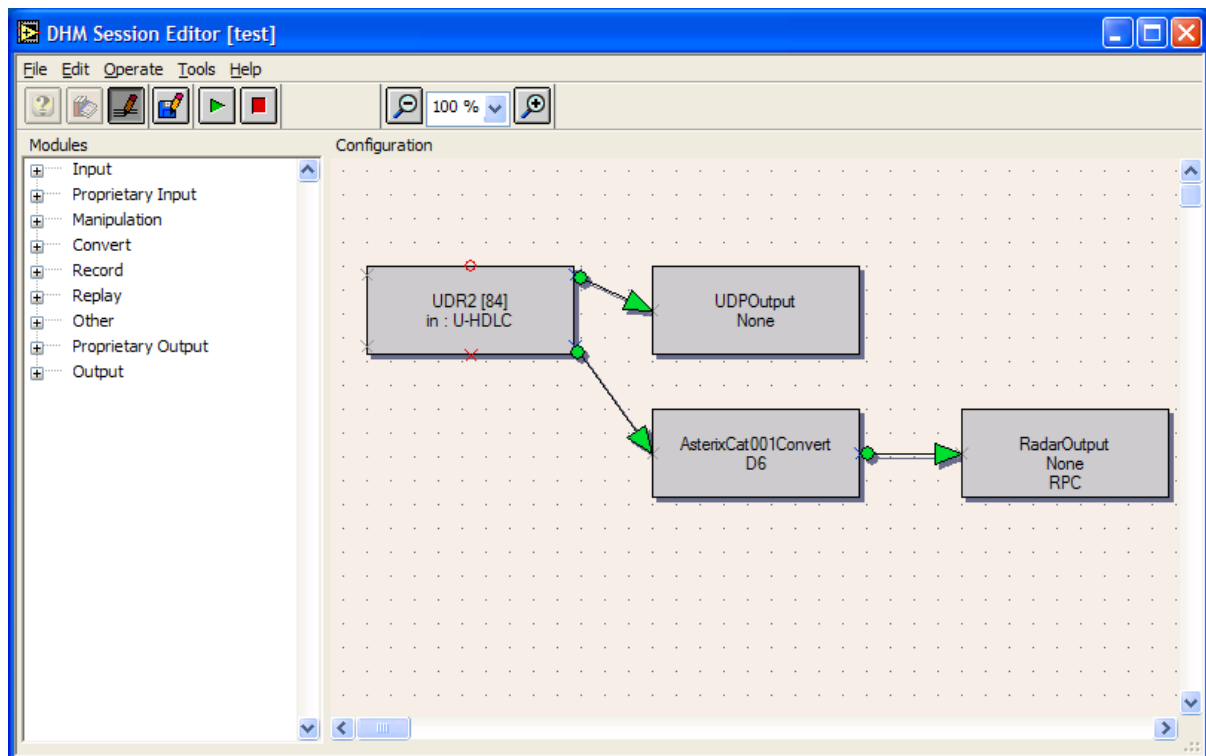 DHM Session Editor [test]
File Edit Operate Tools Help
100 %
Modules
Configuration
Input
Proprietary Input
Manipulation
Convert
Record
Replay
Other
Proprietary Output
Output
UDR2 [84]
in : U-HDLC
UDPOutput
None
AsterixCat001Convert
D6
RadarOutput
None
RPC